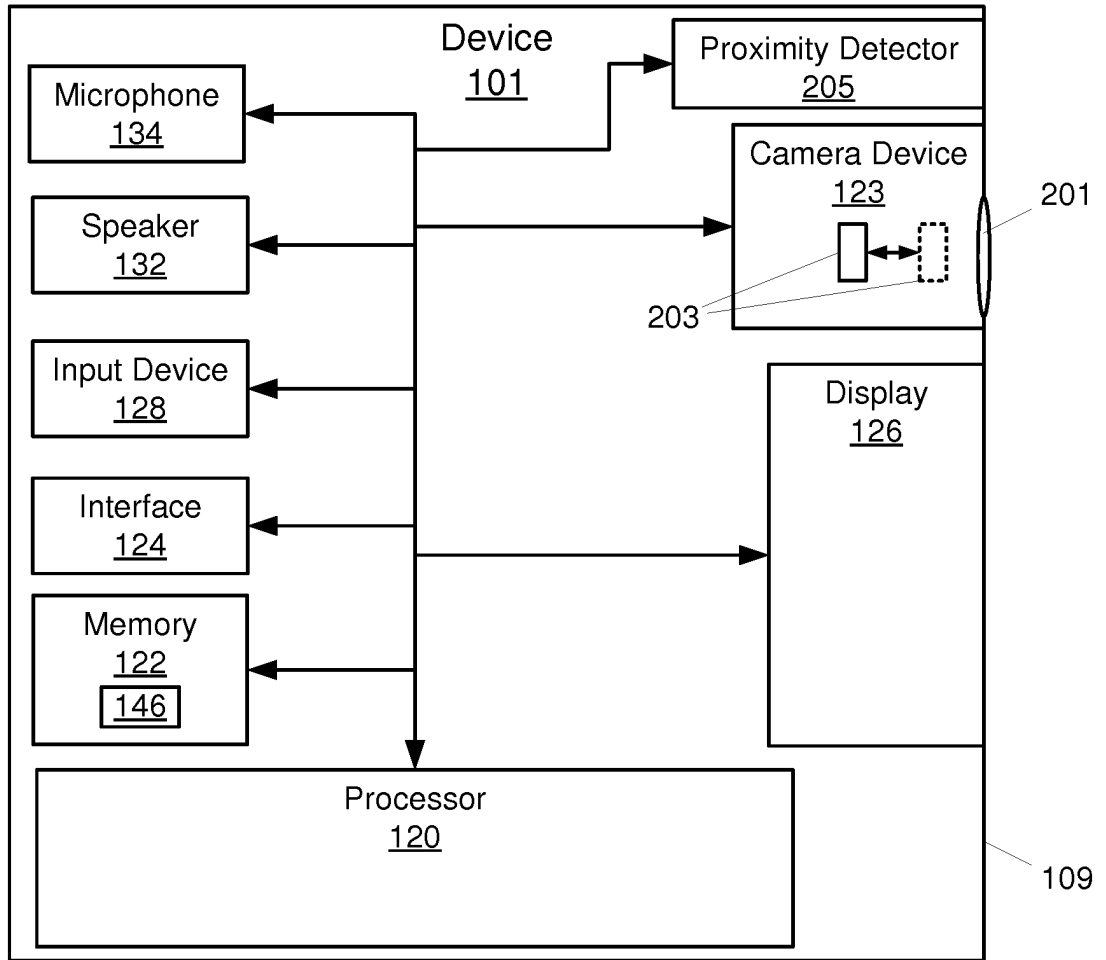 Device
101
Proximity Detector
205
Microphone
134
Camera Device
123
201
203
Speaker
132
Input Device
128
Display
126
Interface
124
Memory
122
146
Processor
120
109